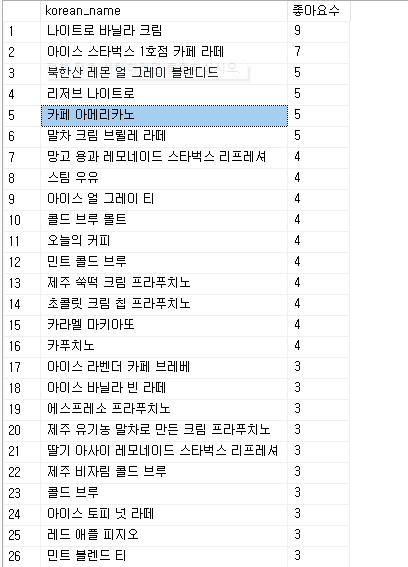 korean_name 좋아요수
1 나이트로 바닐라 크림 9
2 아이스 스타벅스 1호점 카페 라떼 7
3 북한산 레몬 얼 그레이 블렌디드 5
4 리저브 나이트로 5
5 카페 아메리카노 5
6 말차 크림 브륄레 라떼 5
7 망고 용과 레모네이드 스타벅스 리프레셔 4
8 스팀 우유 4
9 아이스 얼 그레이 티 4
10 콜드 브루 몰트 4
11 오늘의 커피 4
12 민트 콜드 브루 4
13 제주 쑥떡 크림 프라푸치노 4
14 초콜릿 크림 칩 프라푸치노 4
15 카라멜 마키아또 4
16 카푸치노 4
17 아이스 라벤더 카페 브레베 3
18 아이스 바닐라 빈 라떼 3
19 에스프레소 프라푸치노 3
20 제주 유기농 말차로 만든 크림 프라푸치노 3
21 딸기 아사이 레모네이드 스타벅스 리프레셔 3
22 제주 비자림 콜드 브루 3
23 콜드 브루 3
24 아이스 토피 넛 라떼 3
25 레드 애플 피지오 3
26 민트 블렌드 티 3